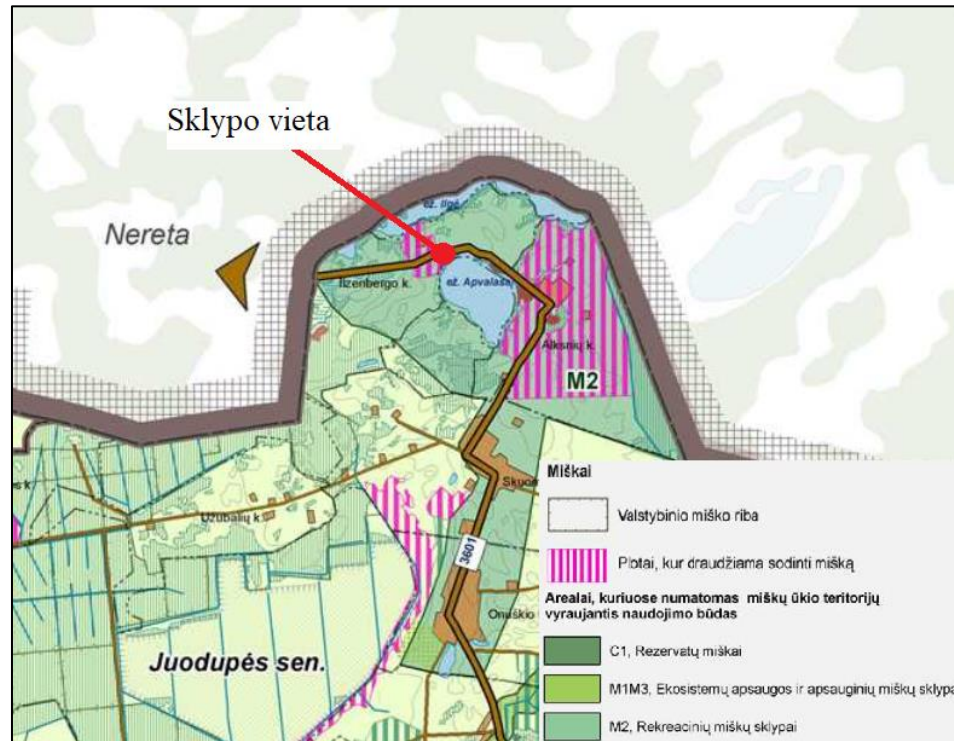 Sklypo vieta
Nereta
ež. Ilgė
Ilzenbergo k.
ež. Apvalasa
Alksnių k.
M2
Užubalių k.
3601
Juodupės sen.
Miškai
Valstybinio miško riba
Plotai, kur draudžiama sodinti mišką
Arealai, kuriuose numatomas miškų ūkio teritorijų
vyraujantis naudojimo būdas
C1, Rezervatų miškai
M1M3, Ekosistemų apsaugos ir apsauginių miškų sklypa
M2, Rekreacinių miškų sklypai